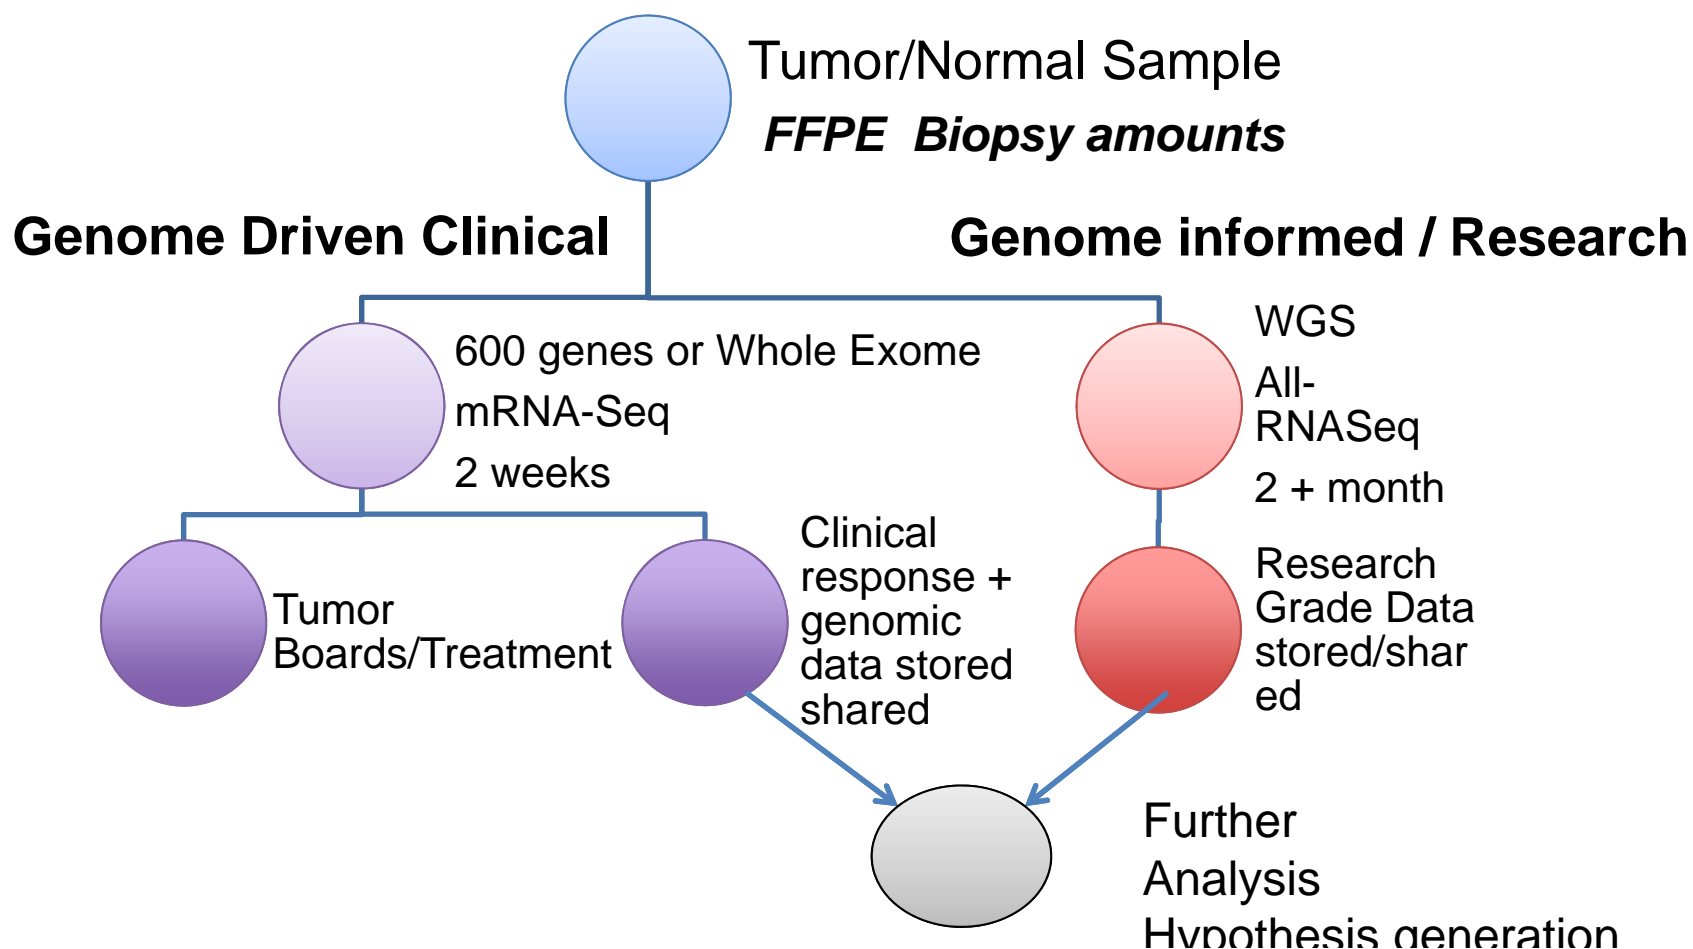 Tumor/Normal Sample
FFPE  Biopsy amounts
Genome Driven Clinical
Genome informed / Research
600 genes or Whole Exome
mRNA-Seq
2 weeks
WGS
All-
RNASeq
2 + month
Tumor
Boards/Treatment
Clinical
response +
genomic
data stored
shared
Research
Grade Data
stored/shar
ed
Further
Analysis
Hypothesis generation